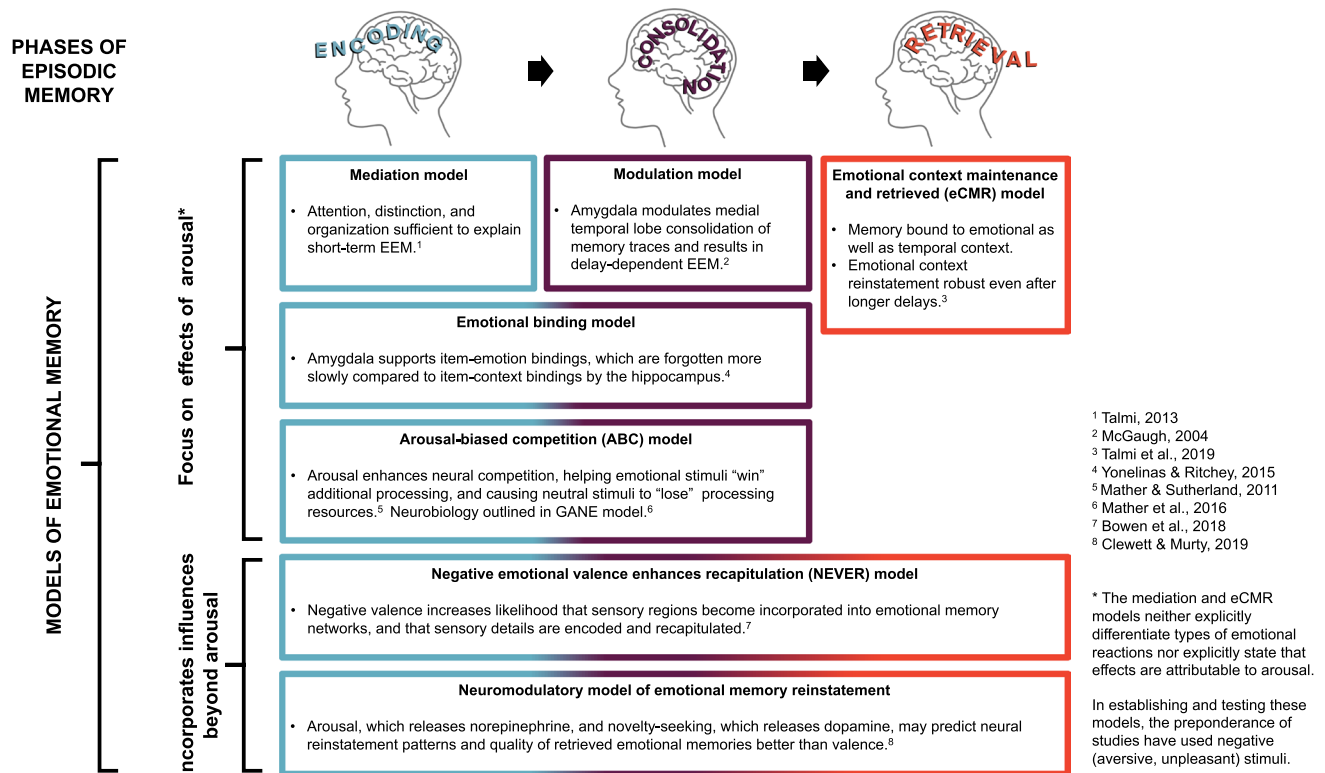 PHASES OF
EPISODIC
MEMORY
ENCODING
CONSOLIDATION
RETRIEVAL
MODELS OF EMOTIONAL MEMORY
Focus on effects of arousal*
ncorporates influences
beyond arousal
Mediation model
• Attention, distinction, and
organization sufficient to explain
short-term EEM.1
Modulation model
• Amygdala modulates medial
temporal lobe consolidation of
memory traces and results in
delay-dependent EEM.2
Emotional context maintenance
and retrieved (eCMR) model
• Memory bound to emotional as
well as temporal context.
• Emotional context
reinstatement robust even after
longer delays.3
Emotional binding model
• Amygdala supports item-emotion bindings, which are forgotten more
slowly compared to item-context bindings by the hippocampus.4
Arousal-biased competition (ABC) model
• Arousal enhances neural competition, helping emotional stimuli “win”
additional processing, and causing neutral stimuli to “lose” processing
resources.5 Neurobiology outlined in GANE model.6
Negative emotional valence enhances recapitulation (NEVER) model
• Negative valence increases likelihood that sensory regions become incorporated into emotional memory
networks, and that sensory details are encoded and recapitulated.7
Neuromodulatory model of emotional memory reinstatement
• Arousal, which releases norepinephrine, and novelty-seeking, which releases dopamine, may predict neural
reinstatement patterns and quality of retrieved emotional memories better than valence.8
1 Talmi, 2013
2 McGaugh, 2004
3 Talmi et al., 2019
4 Yonelinas & Ritchey, 2015
5 Mather & Sutherland, 2011
6 Mather et al., 2016
7 Bowen et al., 2018
8 Clewett & Murty, 2019
* The mediation and eCMR
models neither explicitly
differentiate types of emotional
reactions nor explicitly state that
effects are attributable to arousal.
In establishing and testing these
models, the preponderance of
studies have used negative
(aversive, unpleasant) stimuli.